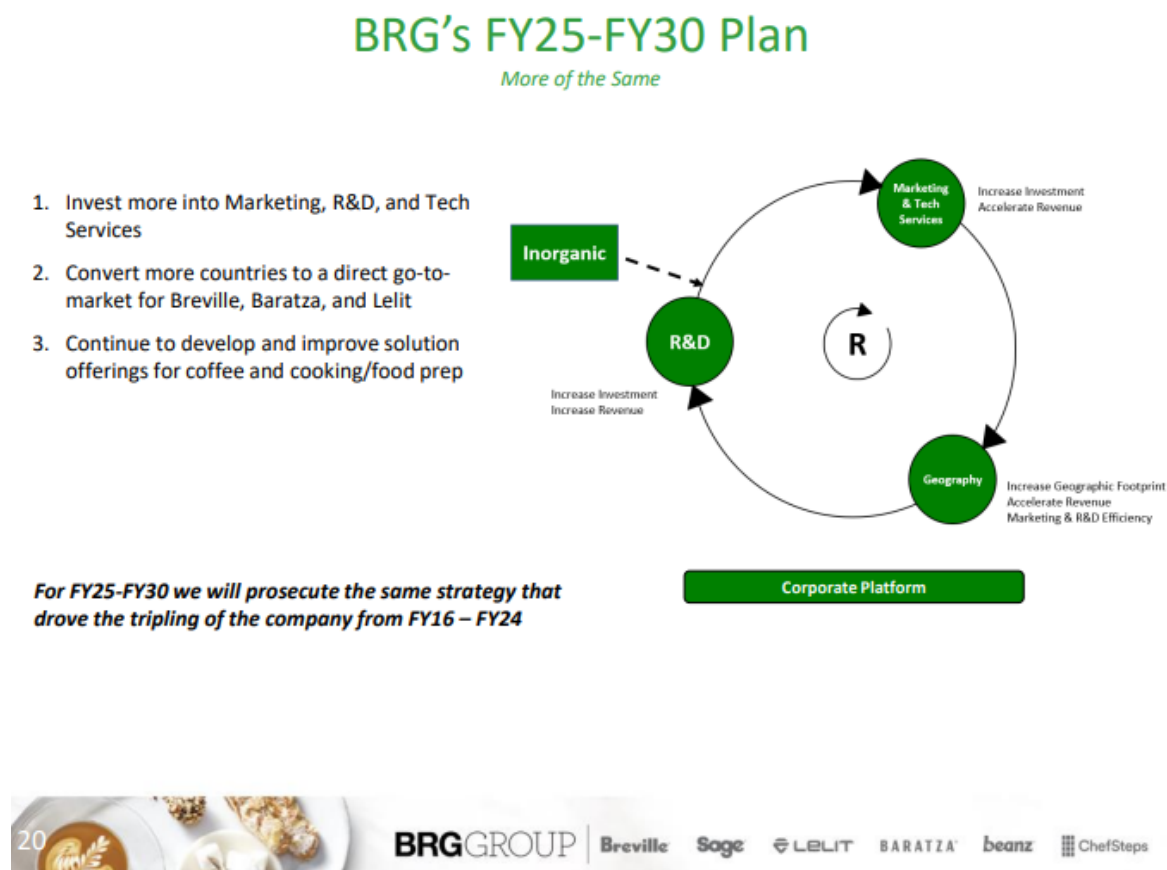 BRG's FY25-FY30 Plan
More of the Same
1. Invest more into Marketing, R&D, and Tech
Services
2. Convert more countries to a direct go-to-
market for Breville, Baratza, and Lelit
3. Continue to develop and improve solution
offerings for coffee and cooking/food prep
Inorganic
Marketing
& Tech
Services
Increase Investment
Accelerate Revenue
R&D
R
Increase Investment
Increase Revenue
Geography
Increase Geographic Footprint
Accelerate Revenue
Marketing & R&D Efficiency
Corporate Platform
For FY25-FY30 we will prosecute the same strategy that
drove the tripling of the company from FY16 – FY24
20
BRGGROUP
Breville
Sage
LELIT
BARATZA
beanz
ChefSteps